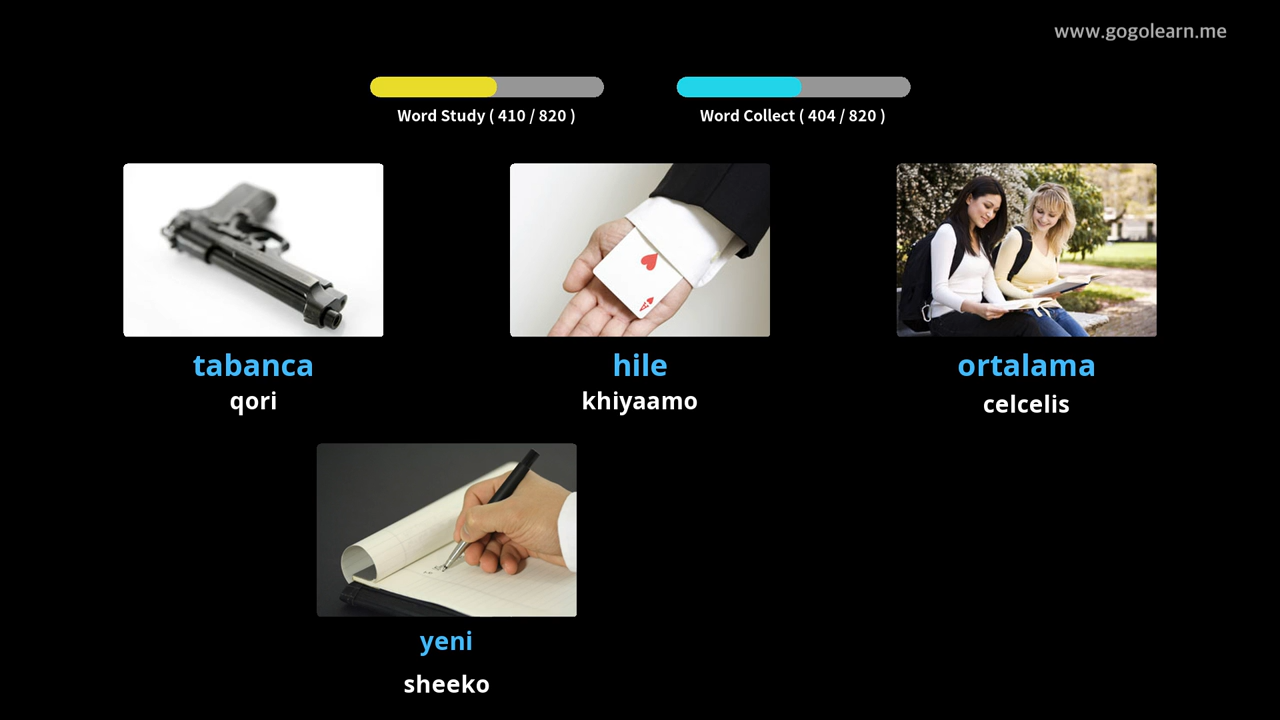 www.gogolearn.me
Word Study ( 410 / 820 )
Word Collect ( 404 / 820 )
tabanca
qori
hile
khiyaamo
ortalama
celcelis
yeni
sheeko